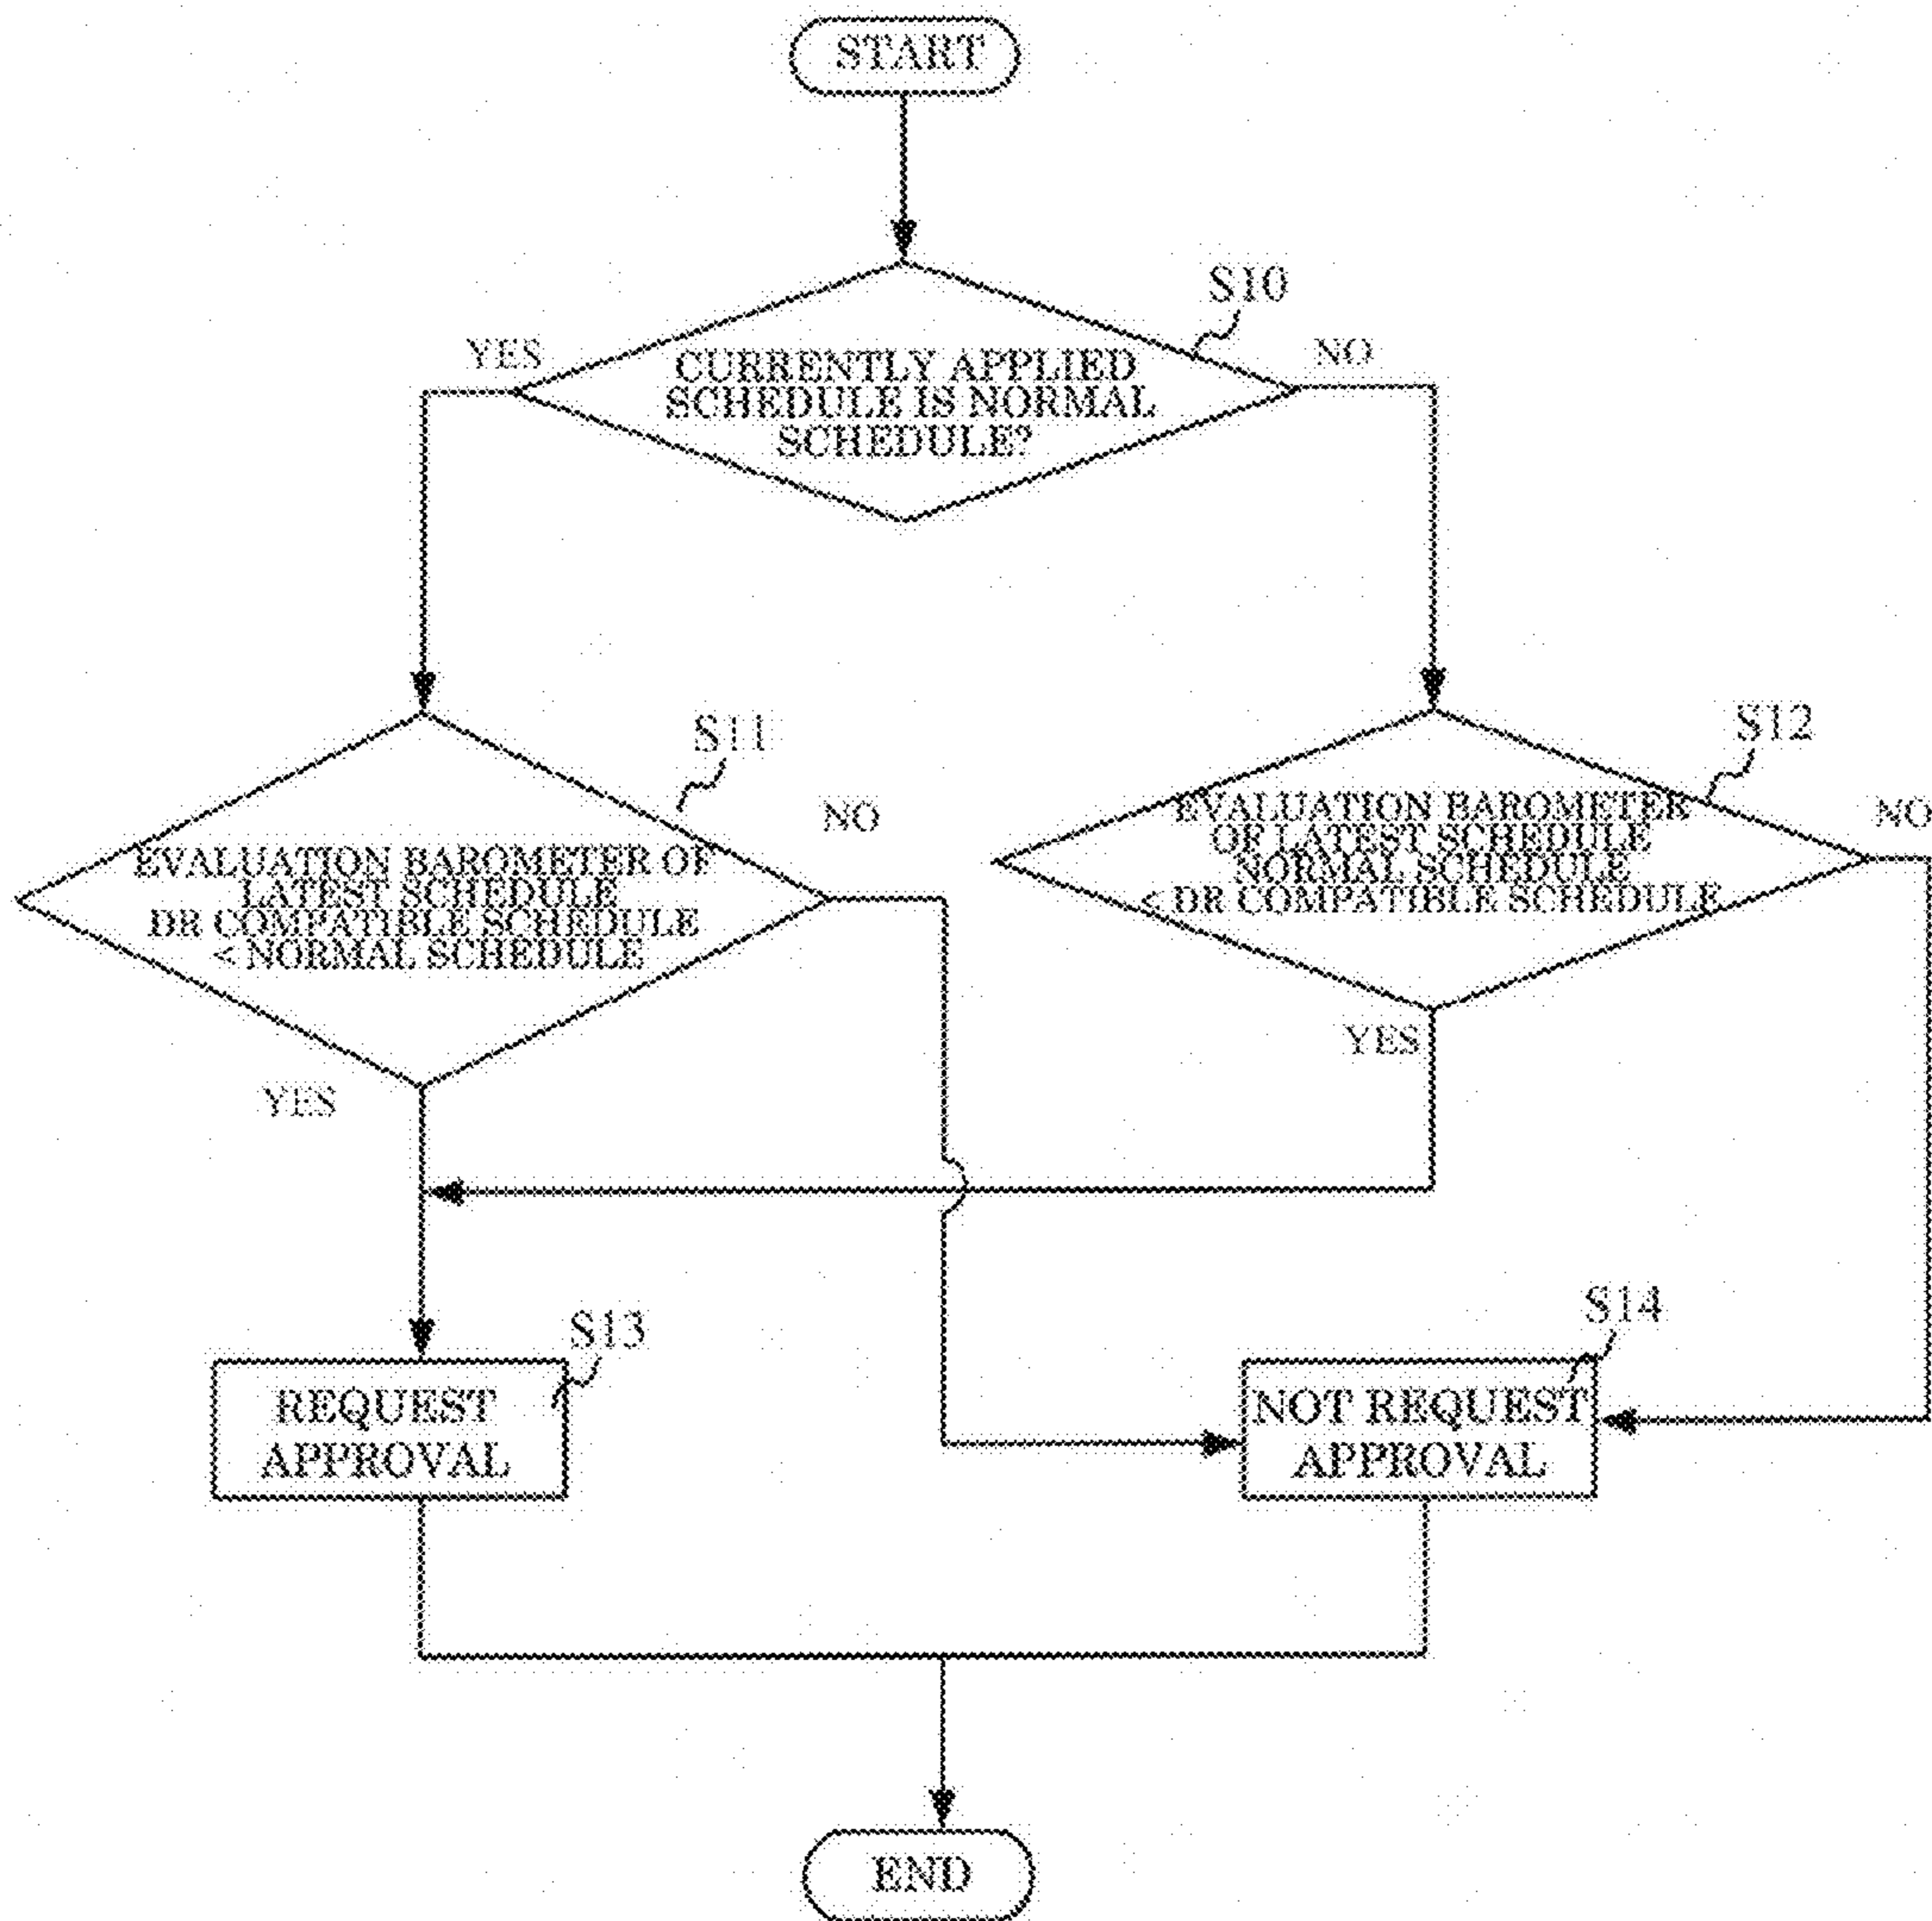 START
S10
YES
NO
CURRENTLY APPLIED
SCHEDULE IS NORMAL
SCHEDULE?
S11
S12
NO
NO
EVALUATION BAROMETER OF
LATEST SCHEDULE
DR COMPATIBLE SCHEDULE
< NORMAL SCHEDULE
EVALUATION BAROMETER
OF LATEST SCHEDULE
NORMAL SCHEDULE
< DR COMPATIBLE SCHEDULE
YES
YES
S13
S14
REQUEST
APPROVAL
NOT REQUEST
APPROVAL
END